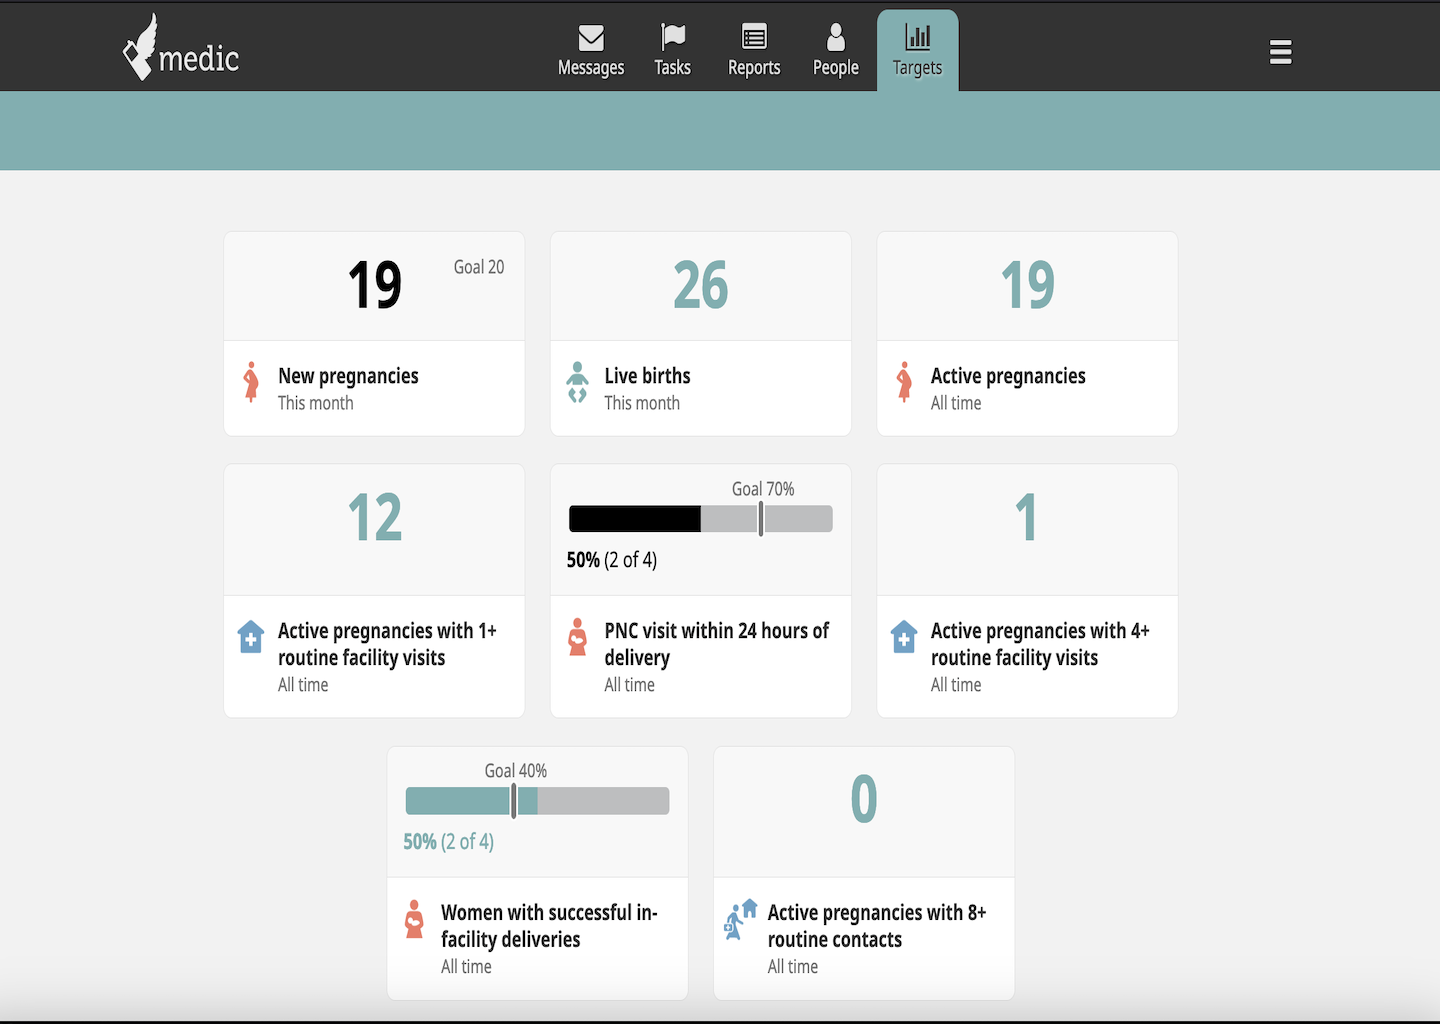 medic
Messages
Tasks
Reports
People
Targets
19
Goal 20
New pregnancies
This month
26
Live births
This month
19
Active pregnancies
All time
12
Active pregnancies with 1+
routine facility visits
All time
Goal 70%
50% (2 of 4)
PNC visit within 24 hours of
delivery
All time
1
Active pregnancies with 4+
routine facility visits
All time
Goal 40%
50% (2 of 4)
Women with successful in-
facility deliveries
All time
0
Active pregnancies with 8+
routine contacts
All time